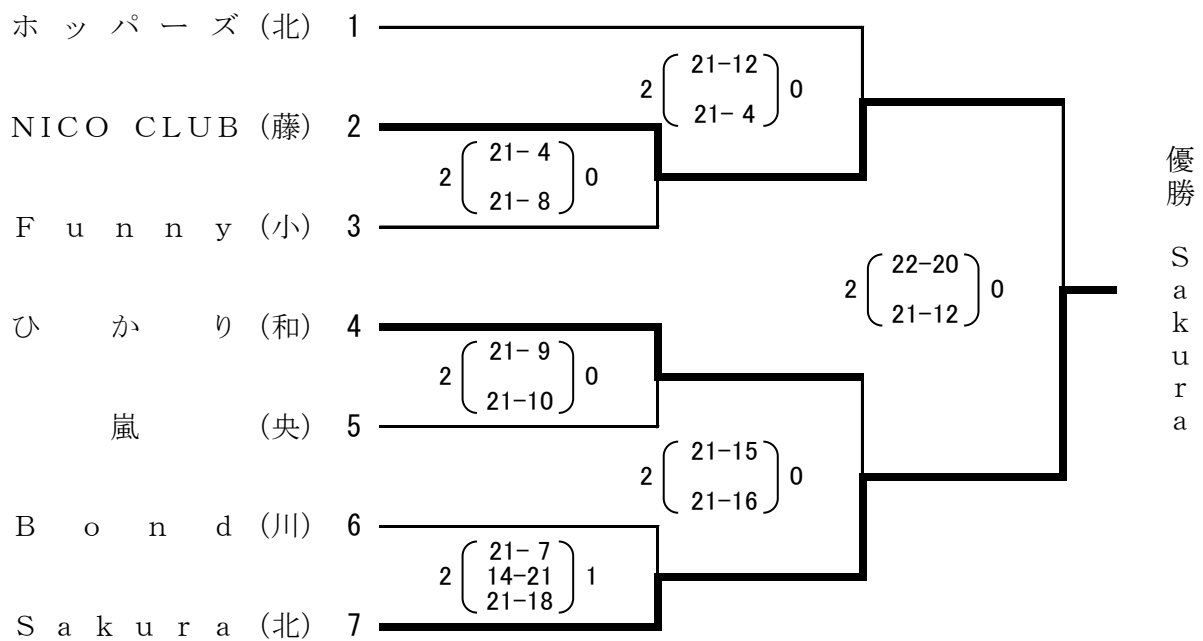 ホッパーズ (北) 1
21-12
2 0
21- 4
NICO CLUB (藤) 2
21- 4
2 0
21- 8
Funny (小) 3
22-20
2 0
21-12
ひかり (和) 4
21- 9
2 0
21-10
嵐 (央) 5
21-15
2 0
21-16
Bond (川) 6
21- 7
2 14-21 1
21-18
Sakura (北) 7
優勝 Sakura